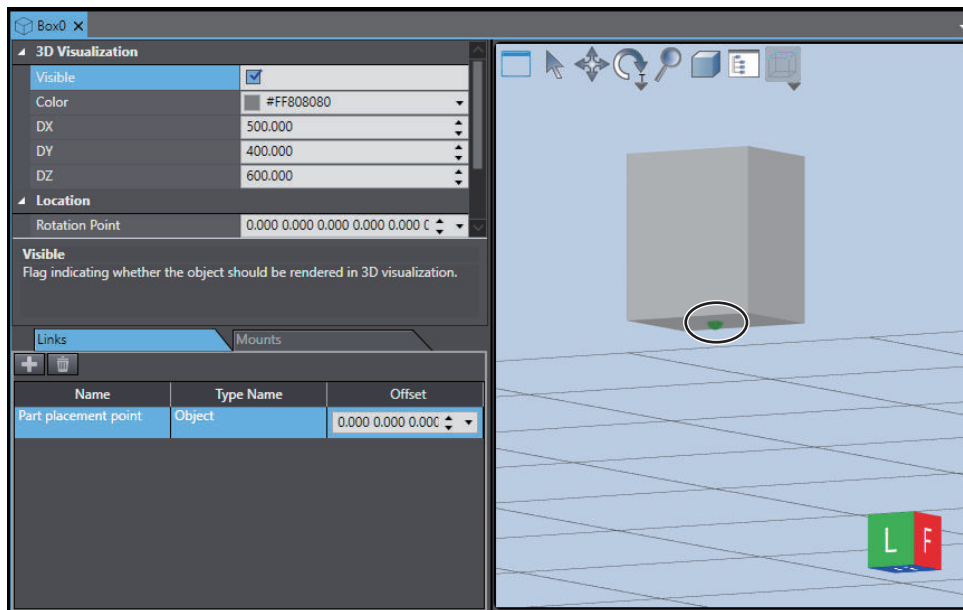 Box0
3D Visualization
Visible
Color #FF808080
DX 500.000
DY 400.000
DZ 600.000
Location
Rotation Point 0.000 0.000 0.000 0.000 0.000
Visible
Flag indicating whether the object should be rendered in 3D visualization.
Links Mounts
Name Type Name Offset
Part placement point Object 0.000 0.000 0.000
L F